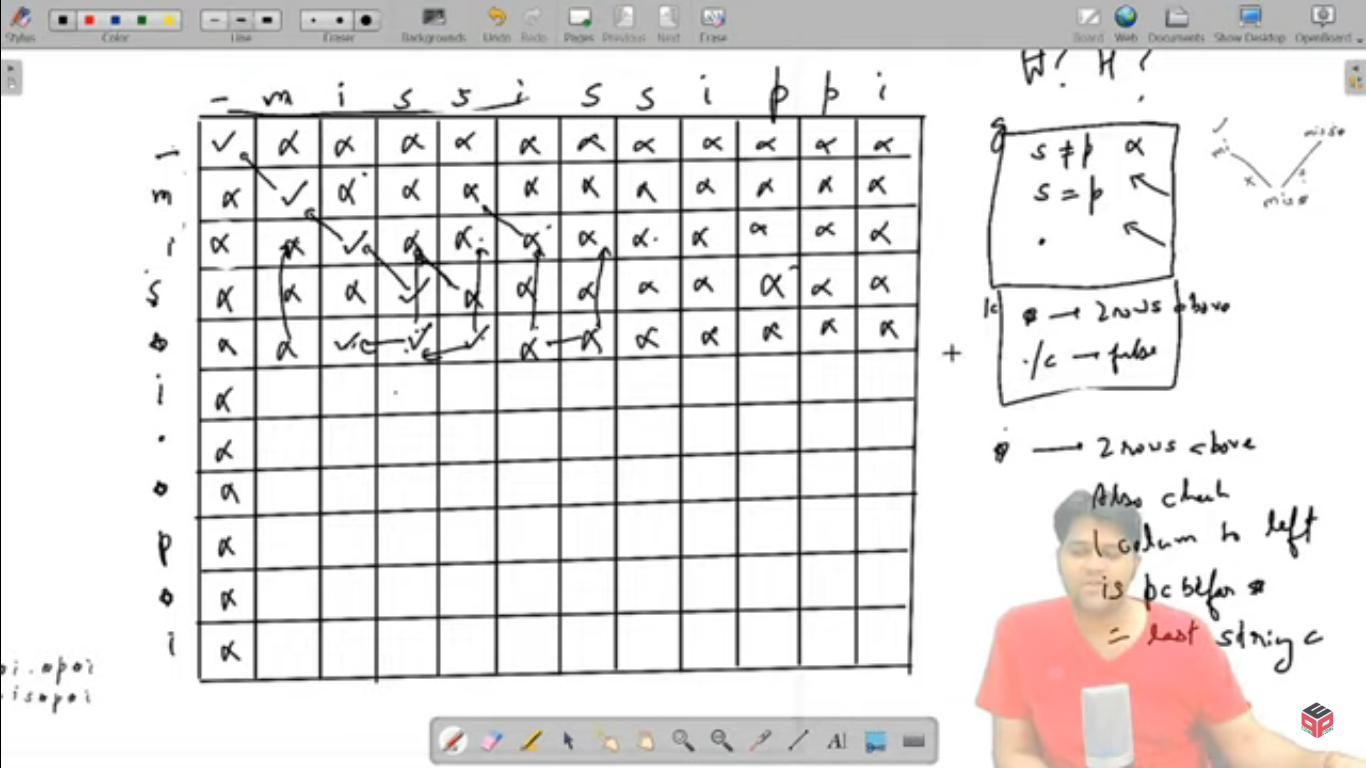 Stylus Color Line Eraser Backgrounds Undo Redo Pages Previous Next Erase Board Web Documents Show Desktop OpenBoard
W? H?
- m i s s i s s i p p i
- ✓ α α α α α α α α α α α
m α ✓ α α α α α α α α α α
i α α ✓ α α α α α α α α α
s α α α ✓ α α α α α α α α
* α α ✓ ✓ ✓ α α α α α α α
i α
. α
* α
p α
* α
i α
s ≠ p α
s = p
.
* → 2 rows above
./c → false
+
✓
mi
miss
x
mis*
* → 2 rows above
Also check
1 column to left
is pc before *
= last string c
AI